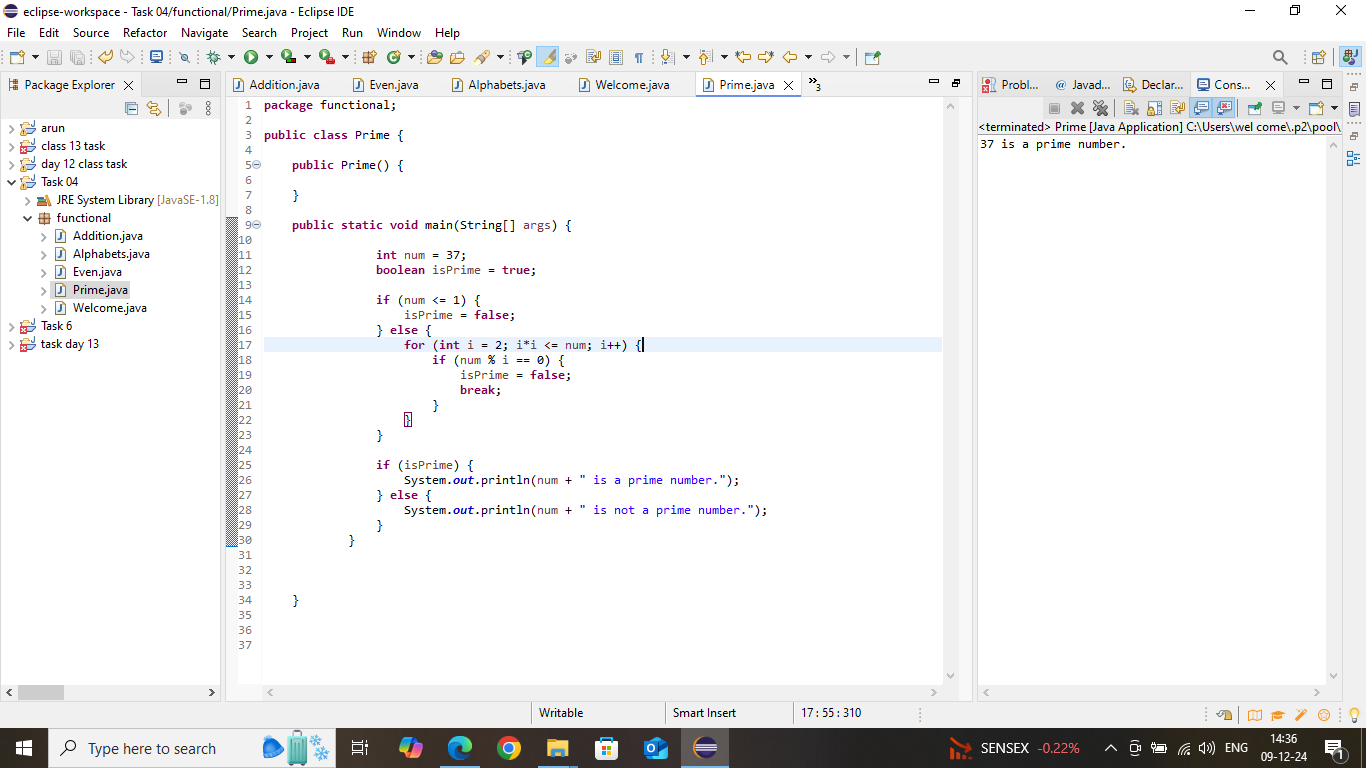 eclipse-workspace - Task 04/functional/Prime.java - Eclipse IDE
File Edit Source Refactor Navigate Search Project Run Window Help
Package Explorer
arun
class 13 task
day 12 class task
Task 04
JRE System Library [JavaSE-1.8]
functional
Addition.java
Alphabets.java
Even.java
Prime.java
Welcome.java
Task 6
task day 13
Addition.java Even.java Alphabets.java Welcome.java Prime.java »3
1 package functional;
2
3 public class Prime {
4
5 public Prime() {
6
7 }
8
9 public static void main(String[] args) {
10
11 int num = 37;
12 boolean isPrime = true;
13
14 if (num <= 1) {
15 isPrime = false;
16 } else {
17 for (int i = 2; i*i <= num; i++) {
18 if (num % i == 0) {
19 isPrime = false;
20 break;
21 }
22 }
23 }
24
25 if (isPrime) {
26 System.out.println(num + " is a prime number.");
27 } else {
28 System.out.println(num + " is not a prime number.");
29 }
30 }
31
32
33
34 }
35
36
37
Probl... @ Javad... Declar... Cons...
<terminated> Prime [Java Application] C:\Users\wel come\.p2\pool\
37 is a prime number.
Writable Smart Insert 17 : 55 : 310
Type here to search
SENSEX -0.22% ENG 14:36
09-12-24
1